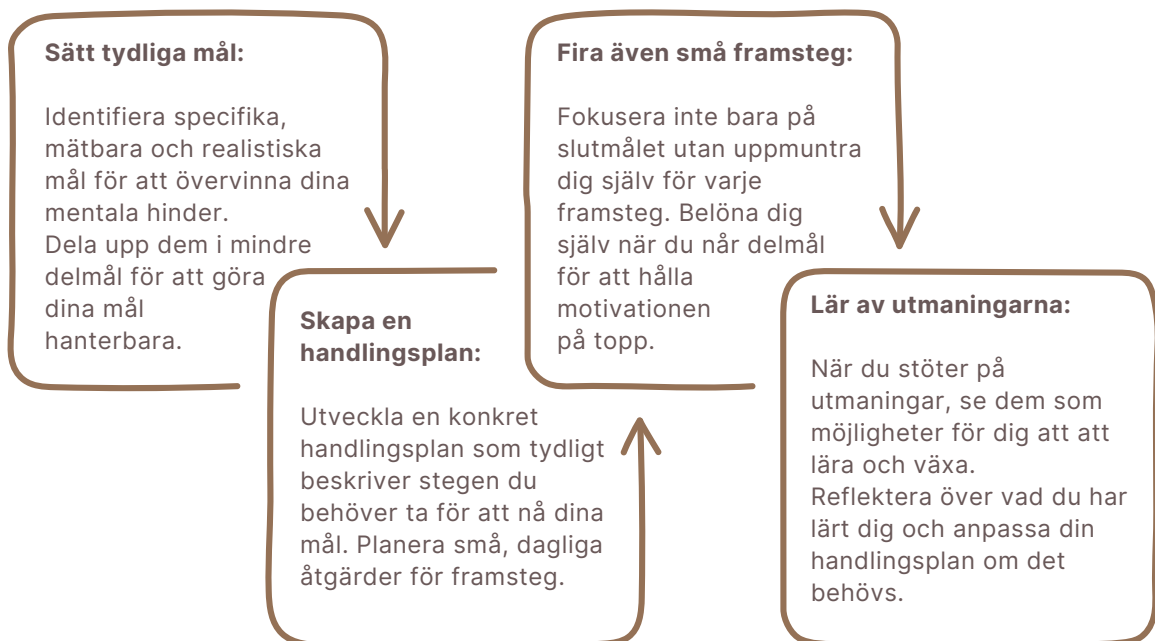 Sätt tydliga mål:
Identifiera specifika,
mätbara och realistiska
mål för att övervinna dina
mentala hinder.
Dela upp dem i mindre
delmål för att göra
dina mål
hanterbara.
Skapa en
handlingsplan:
Utveckla en konkret
handlingsplan som tydligt
beskriver stegen du
behöver ta för att nå dina
mål. Planera små, dagliga
åtgärder för framsteg.
Fira även små framsteg:
Fokusera inte bara på
slutmålet utan uppmuntra
dig själv för varje
framsteg. Belöna dig
själv när du når delmål
för att hålla
motivationen
på topp.
Lär av utmaningarna:
När du stöter på
utmaningar, se dem som
möjligheter för dig att att
lära och växa.
Reflektera över vad du har
lärt dig och anpassa din
handlingsplan om det
behövs.